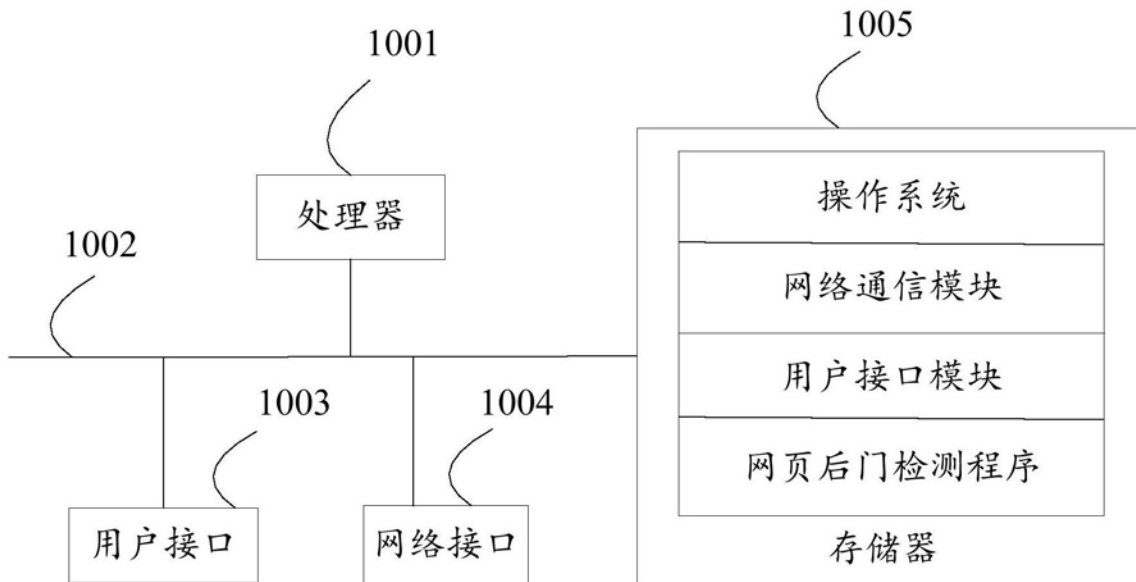 1001
1005
处理器
操作系统
1002
网络通信模块
用户接口模块
1003
1004
网页后门检测程序
用户接口
网络接口
存储器